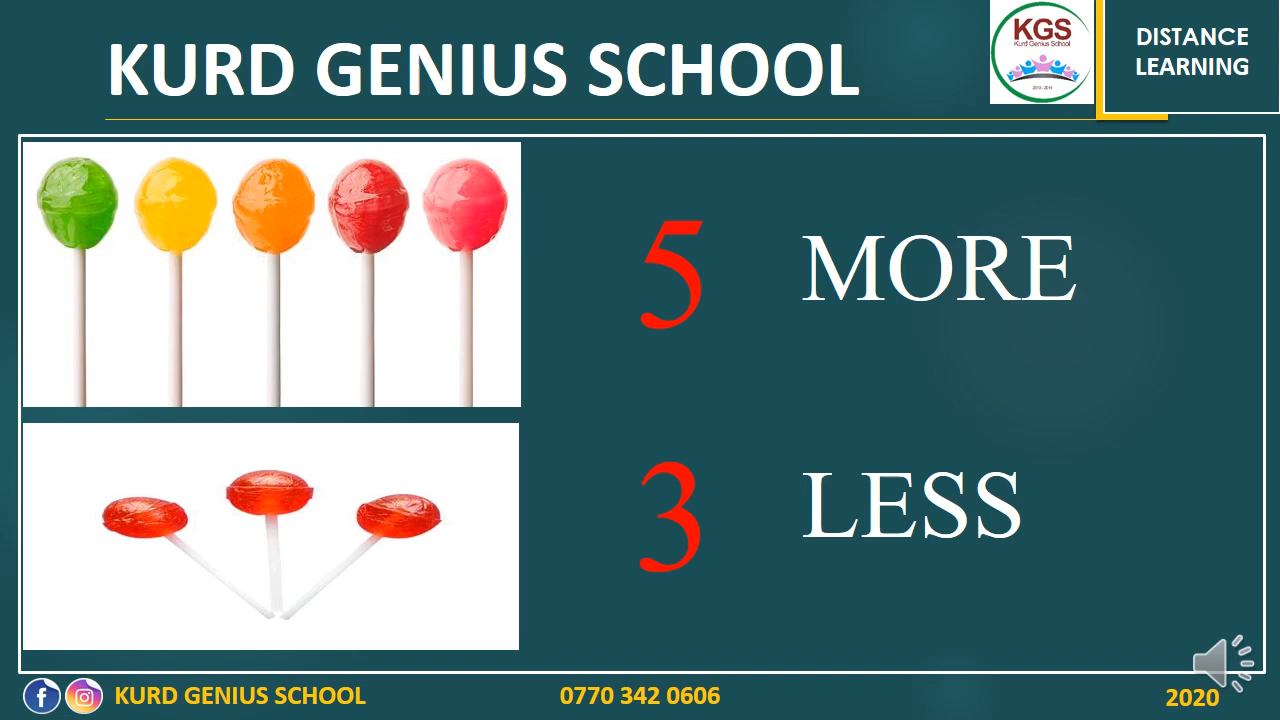 KURD GENIUS SCHOOL
KGS
Kurd Genius School
DISTANCE
LEARNING
5 MORE
3 LESS
KURD GENIUS SCHOOL
0770 342 0606
2020